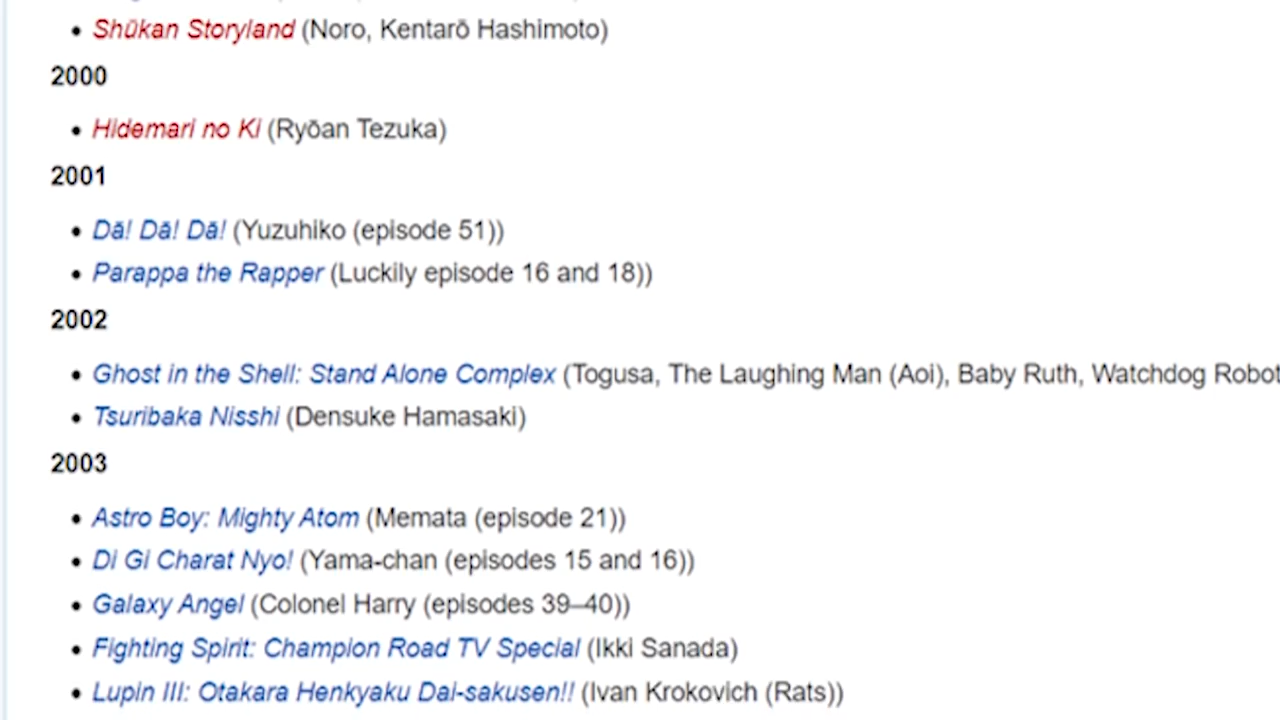 • Shūkan Storyland (Noro, Kentarō Hashimoto)
2000
• Hidemari no Ki (Ryōan Tezuka)
2001
• Dā! Dā! Dā! (Yuzuhiko (episode 51))
• Parappa the Rapper (Luckily episode 16 and 18))
2002
• Ghost in the Shell: Stand Alone Complex (Togusa, The Laughing Man (Aoi), Baby Ruth, Watchdog Robot
• Tsuribaka Nisshi (Densuke Hamasaki)
2003
• Astro Boy: Mighty Atom (Memata (episode 21))
• Di Gi Charat Nyo! (Yama-chan (episodes 15 and 16))
• Galaxy Angel (Colonel Harry (episodes 39–40))
• Fighting Spirit: Champion Road TV Special (Ikki Sanada)
• Lupin III: Otakara Henkyaku Dai-sakusen!! (Ivan Krokovich (Rats))